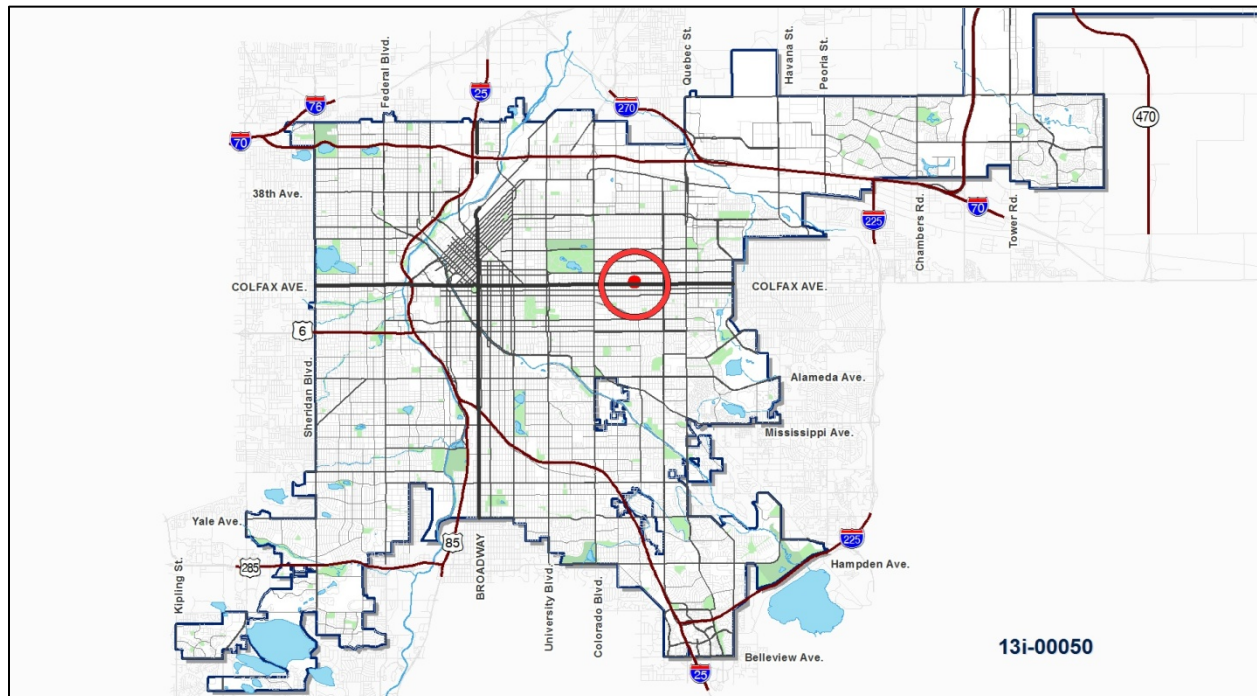 Federal Blvd.
25
Quebec St.
Havana St.
Peoria St.
76
270
70
470
38th Ave.
225
Chambers Rd.
70
Tower Rd.
COLFAX AVE.
COLFAX AVE.
6
Sheridan Blvd.
Alameda Ave.
Mississippi Ave.
Yale Ave.
85
225
285
Kipling St.
BROADWAY
University Blvd.
Colorado Blvd.
Hampden Ave.
13i-00050
Belleview Ave.
25